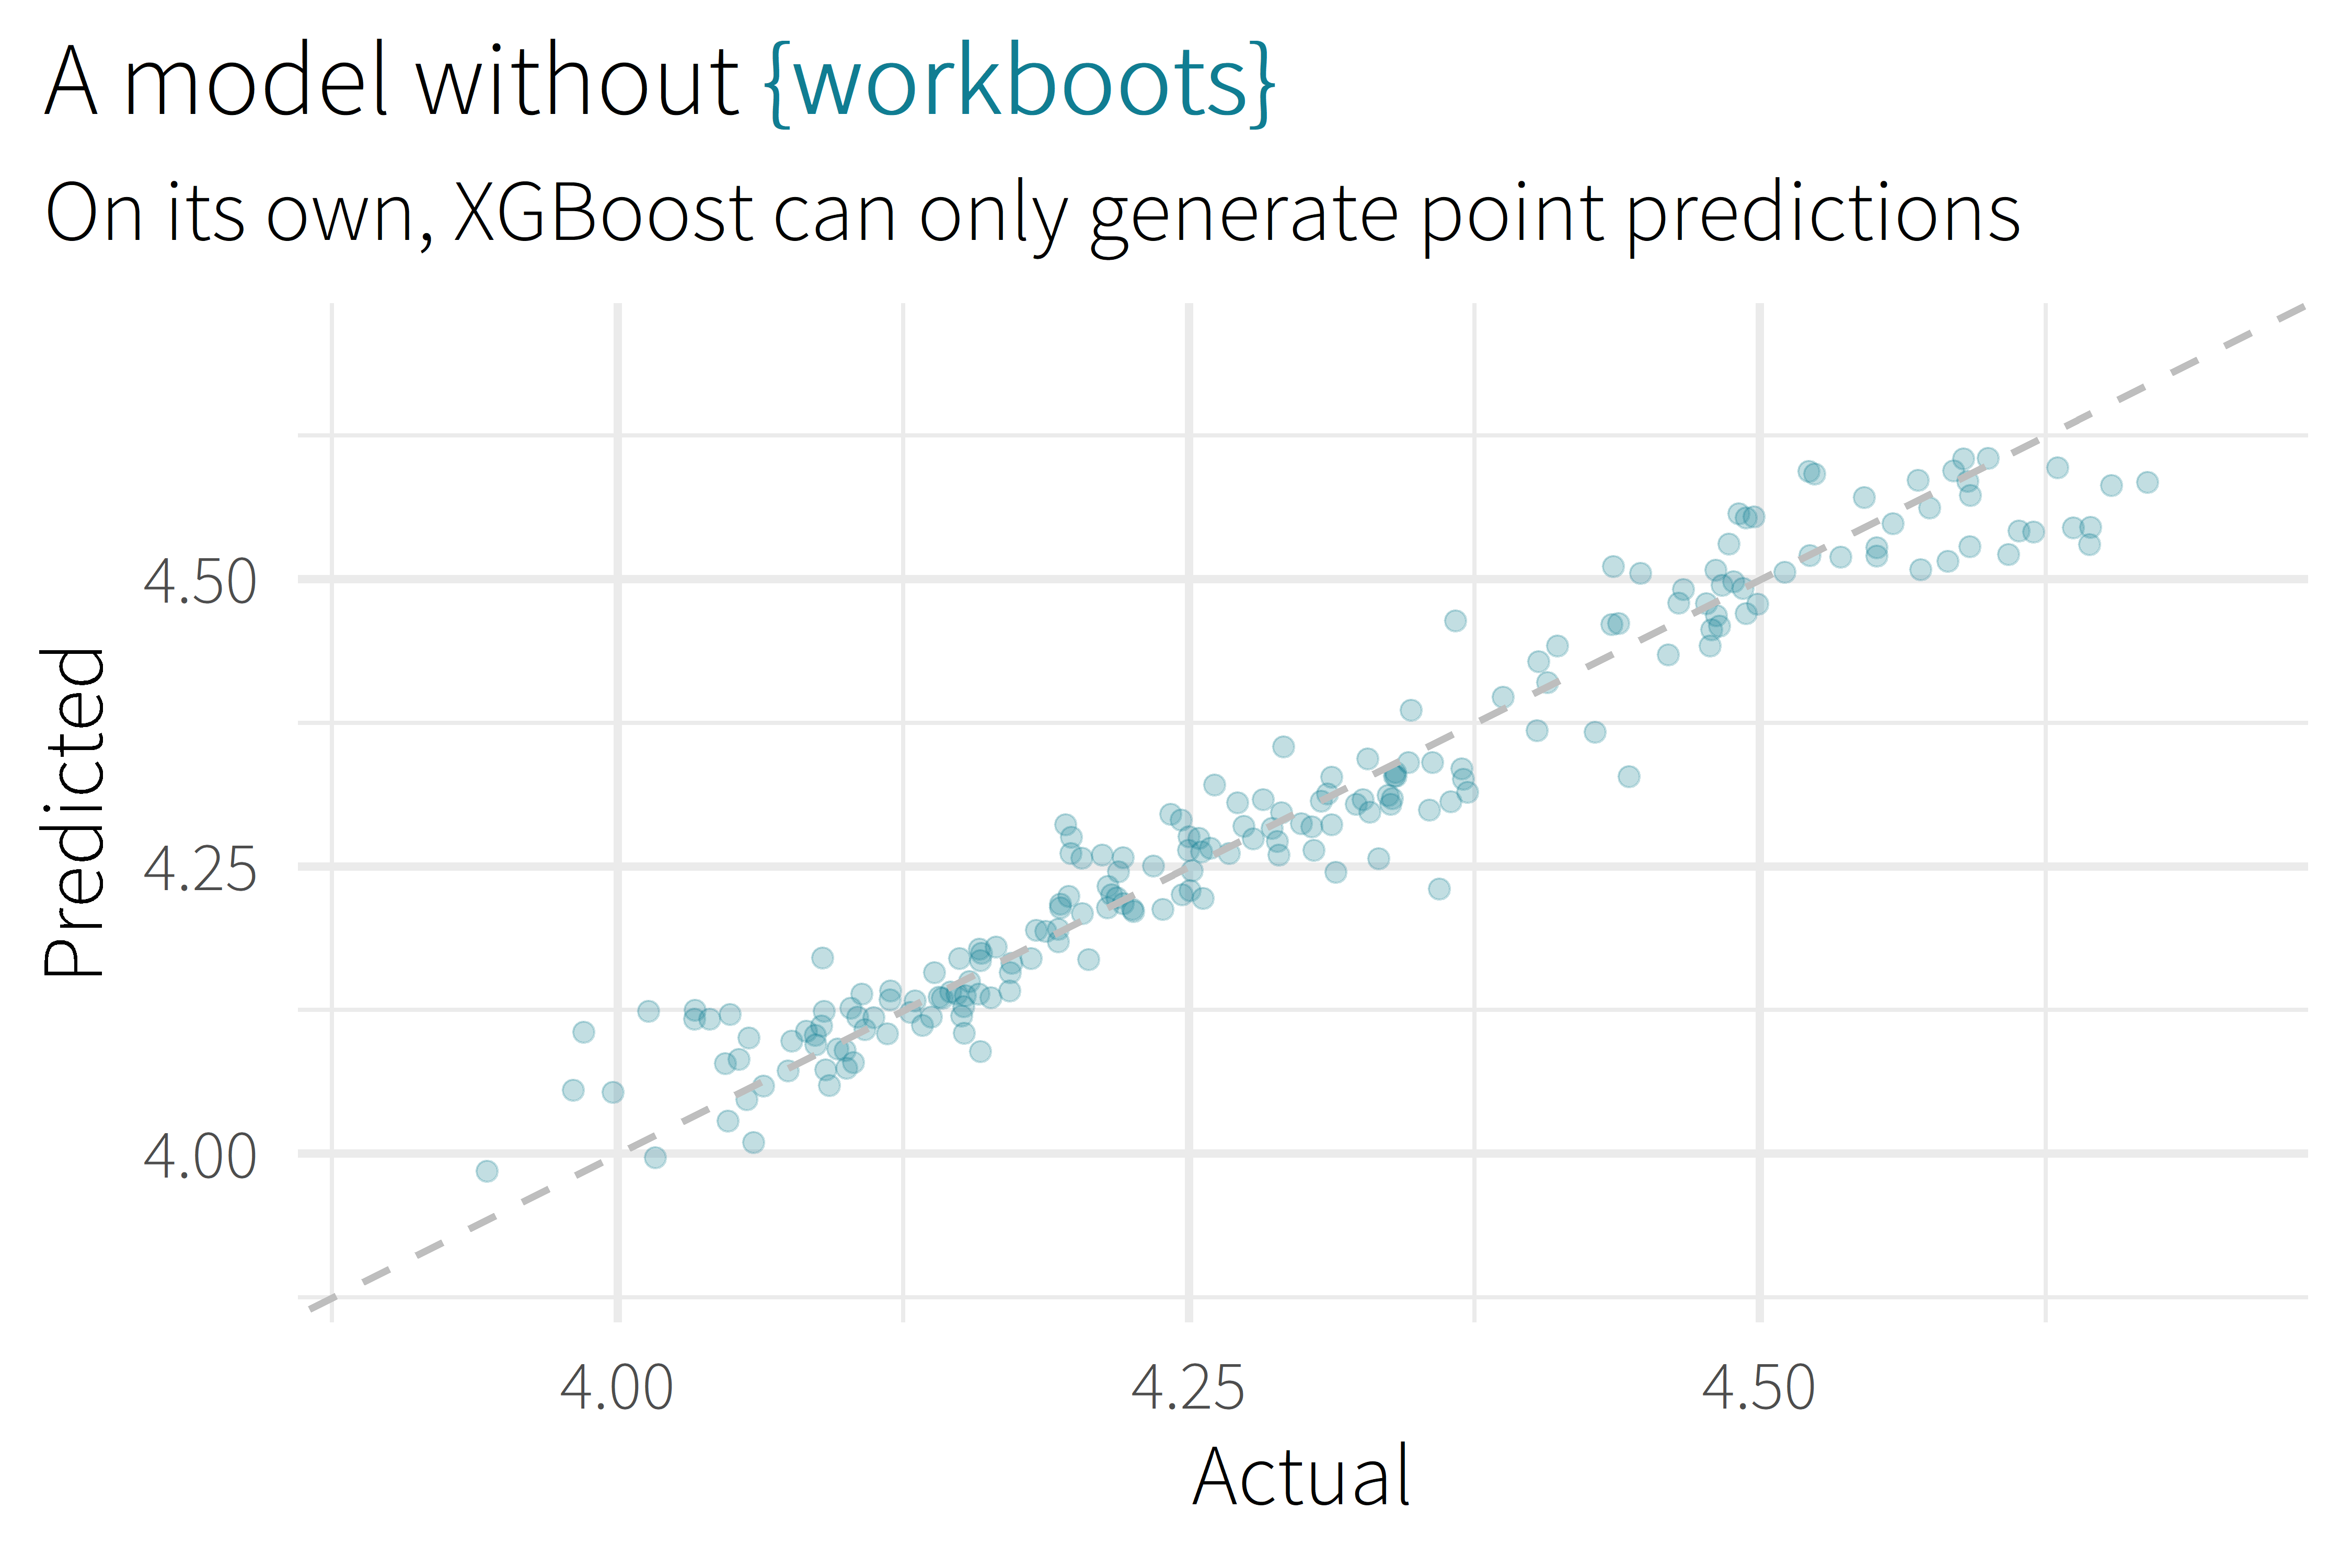 A model without {workboots}
On its own, XGBoost can only generate point predictions
Predicted
4.50
4.25
4.00
4.00 4.25 4.50
Actual